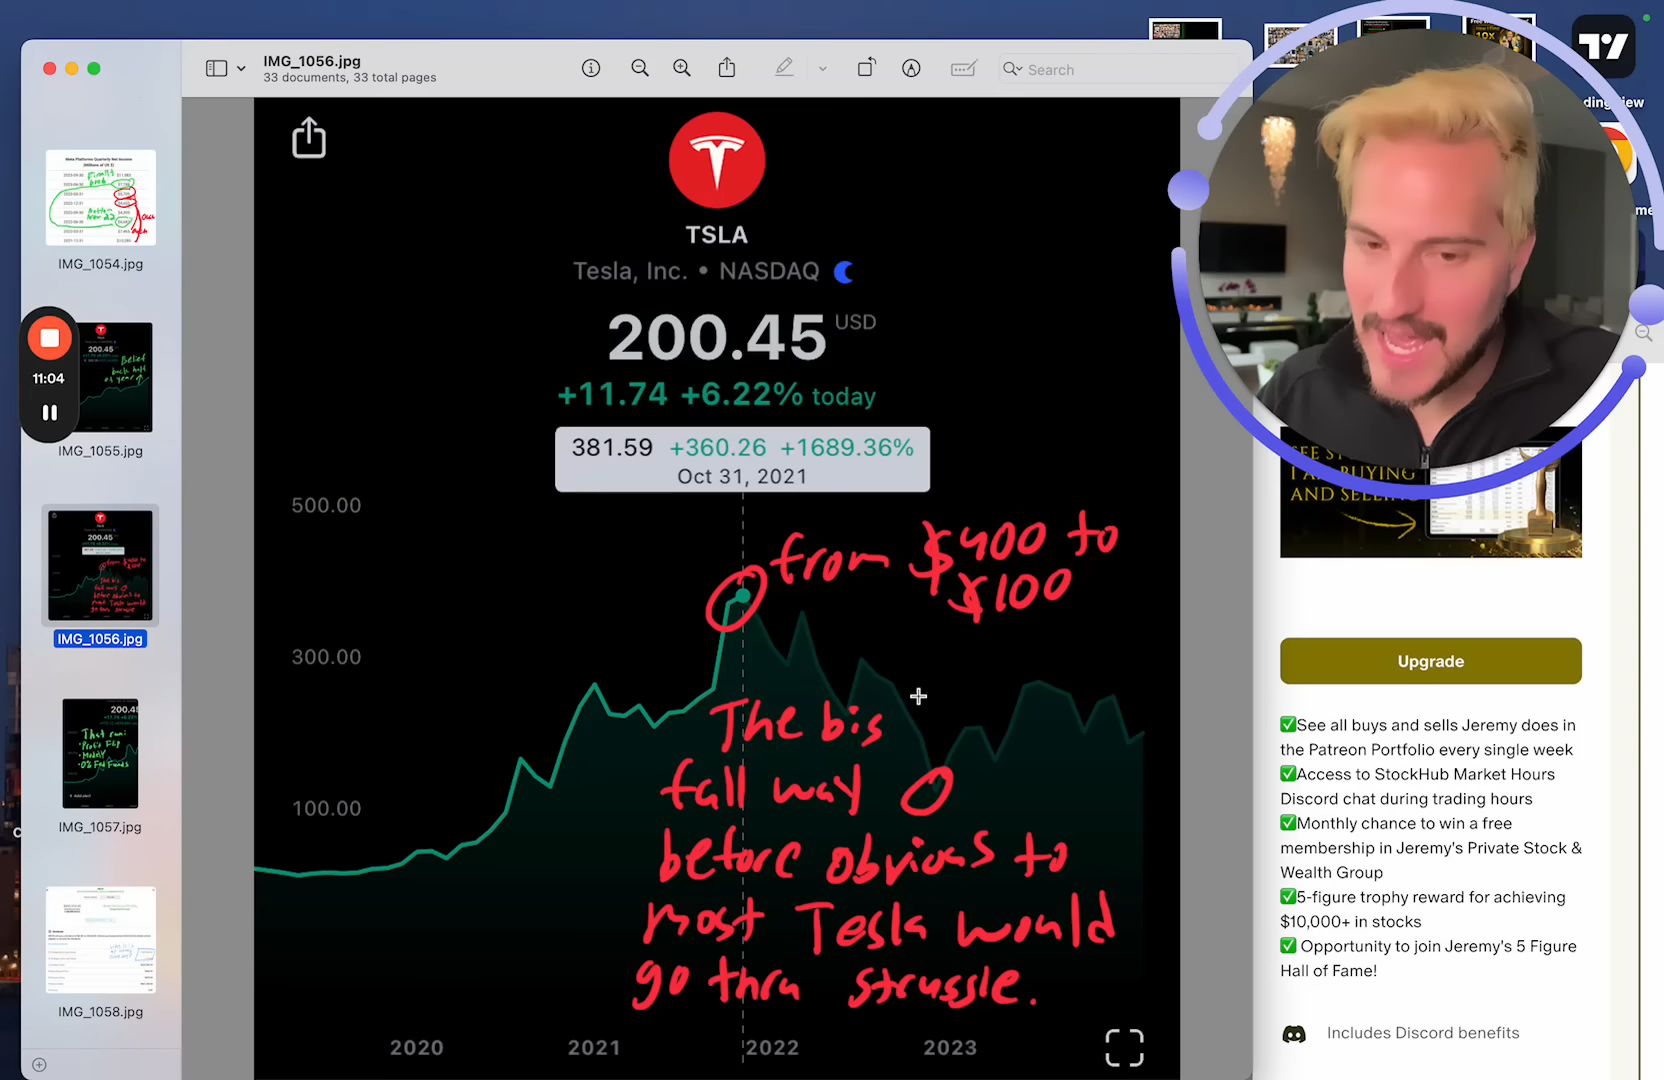 IMG_1056.jpg
33 documents, 33 total pages
Search
IMG_1054.jpg
11:04
IMG_1055.jpg
IMG_1056.jpg
IMG_1057.jpg
IMG_1058.jpg
TSLA
Tesla, Inc. • NASDAQ
200.45 USD
+11.74 +6.22% today
381.59 +360.26 +1689.36%
Oct 31, 2021
500.00
300.00
100.00
from $400 to
$100
The big
fall way
before obvious to
most Tesla would
go thru struggle.
2020 2021 2022 2023
I AM BUYING
AND SELLING
Upgrade
✅See all buys and sells Jeremy does in
the Patreon Portfolio every single week
✅Access to StockHub Market Hours
Discord chat during trading hours
✅Monthly chance to win a free
membership in Jeremy's Private Stock &
Wealth Group
✅5-figure trophy reward for achieving
$10,000+ in stocks
✅ Opportunity to join Jeremy's 5 Figure
Hall of Fame!
Includes Discord benefits